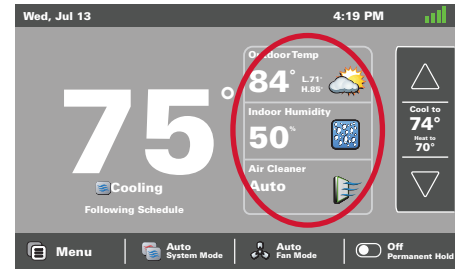 Wed, Jul 13
4:19 PM
75°
Cooling
Following Schedule
Outdoor Temp
84°
L.71°
H.85°
Indoor Humidity
50%
Air Cleaner
Auto
Cool to
74°
Heat to
70°
Menu
Auto
System Mode
Auto
Fan Mode
Off
Permanent Hold